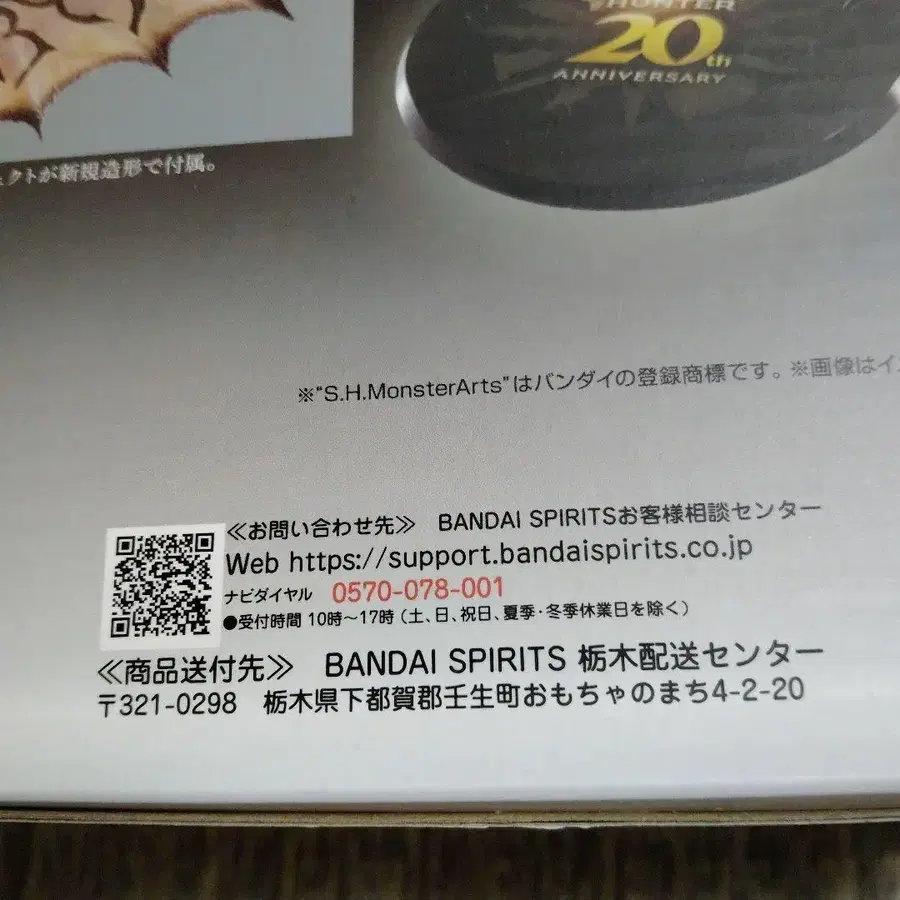 HUNTER
20th
ANNIVERSARY
ェクトが新規造形で付属。
※"S.H.MonsterArts"はバンダイの登録商標です。※画像はイ
≪お問い合わせ先≫ BANDAI SPIRITSお客様相談センター
Web https://support.bandaispirits.co.jp
ナビダイヤル 0570-078-001
●受付時間 10時～17時（土、日、祝日、夏季・冬季休業日を除く）
≪商品送付先≫ BANDAI SPIRITS 栃木配送センター
〒321-0298 栃木県下都賀郡壬生町おもちゃのまち4-2-20